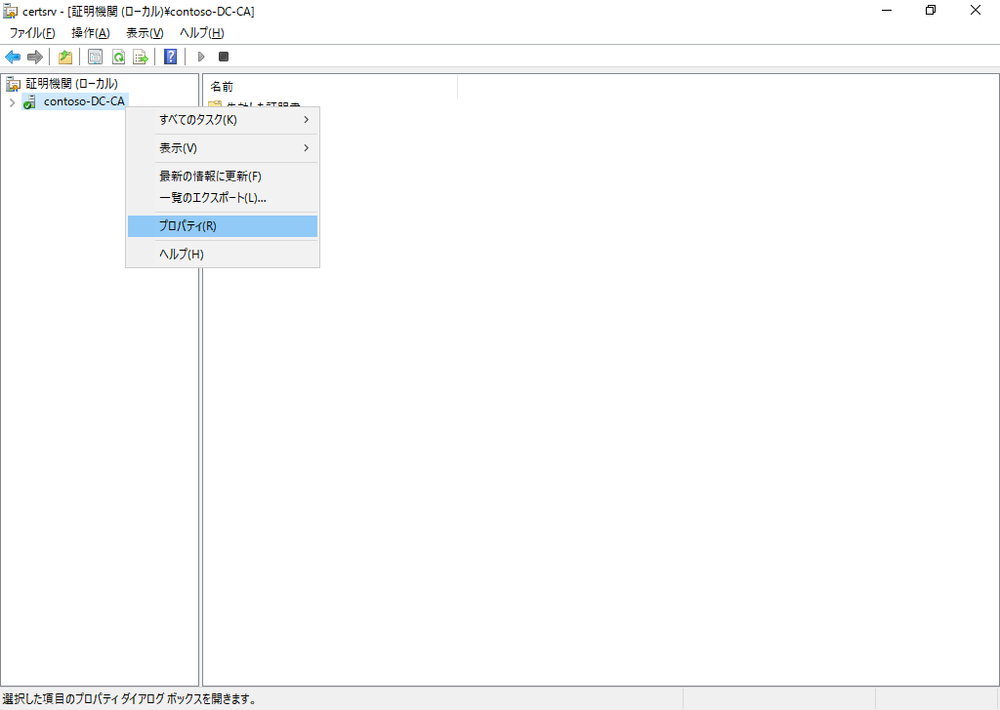 certsrv - [証明機関 (ローカル)¥contoso-DC-CA]
ファイル(F) 操作(A) 表示(V) ヘルプ(H)
証明機関 (ローカル)
contoso-DC-CA
名前
すべてのタスク(K)
表示(V)
最新の情報に更新(F)
一覧のエクスポート(L)...
プロパティ(R)
ヘルプ(H)
選択した項目のプロパティ ダイアログ ボックスを開きます。